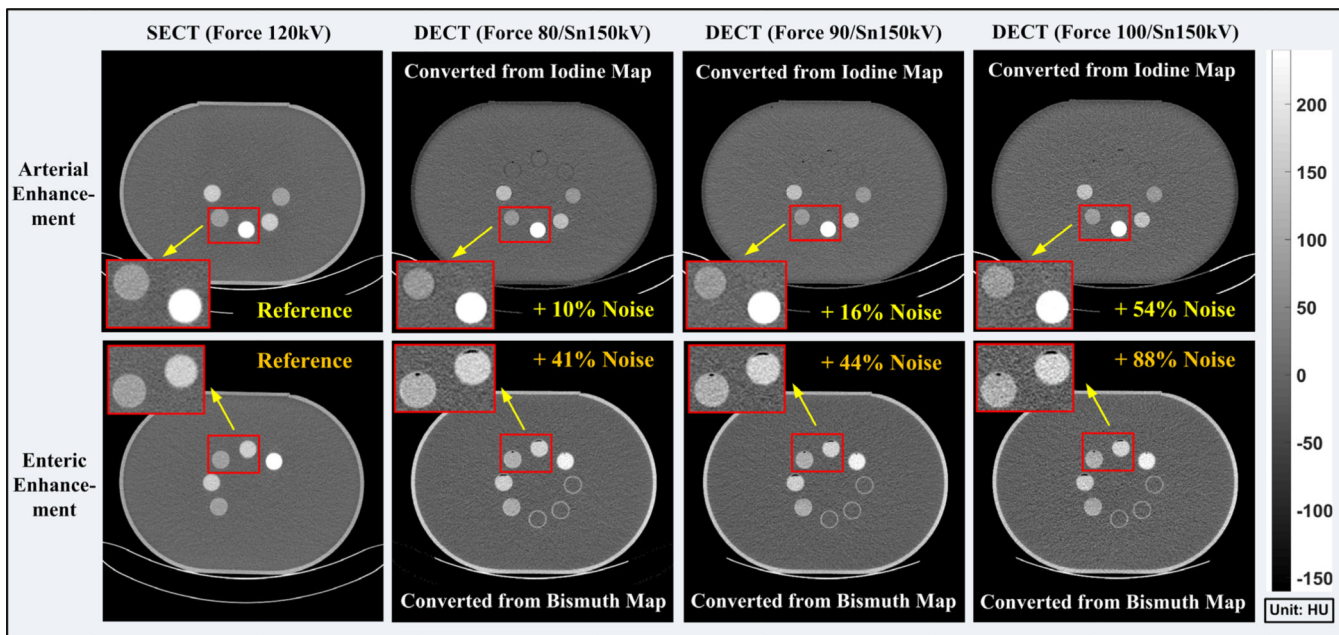 SECT (Force 120kV)
DECT (Force 80/Sn150kV)
DECT (Force 90/Sn150kV)
DECT (Force 100/Sn150kV)
Converted from Iodine Map
Converted from Iodine Map
Converted from Iodine Map
Arterial
Enhance-
ment
Reference
+ 10% Noise
+ 16% Noise
+ 54% Noise
Reference
+ 41% Noise
+ 44% Noise
+ 88% Noise
Enteric
Enhance-
ment
Converted from Bismuth Map
Converted from Bismuth Map
Converted from Bismuth Map
200
150
100
50
0
-50
-100
-150
Unit: HU